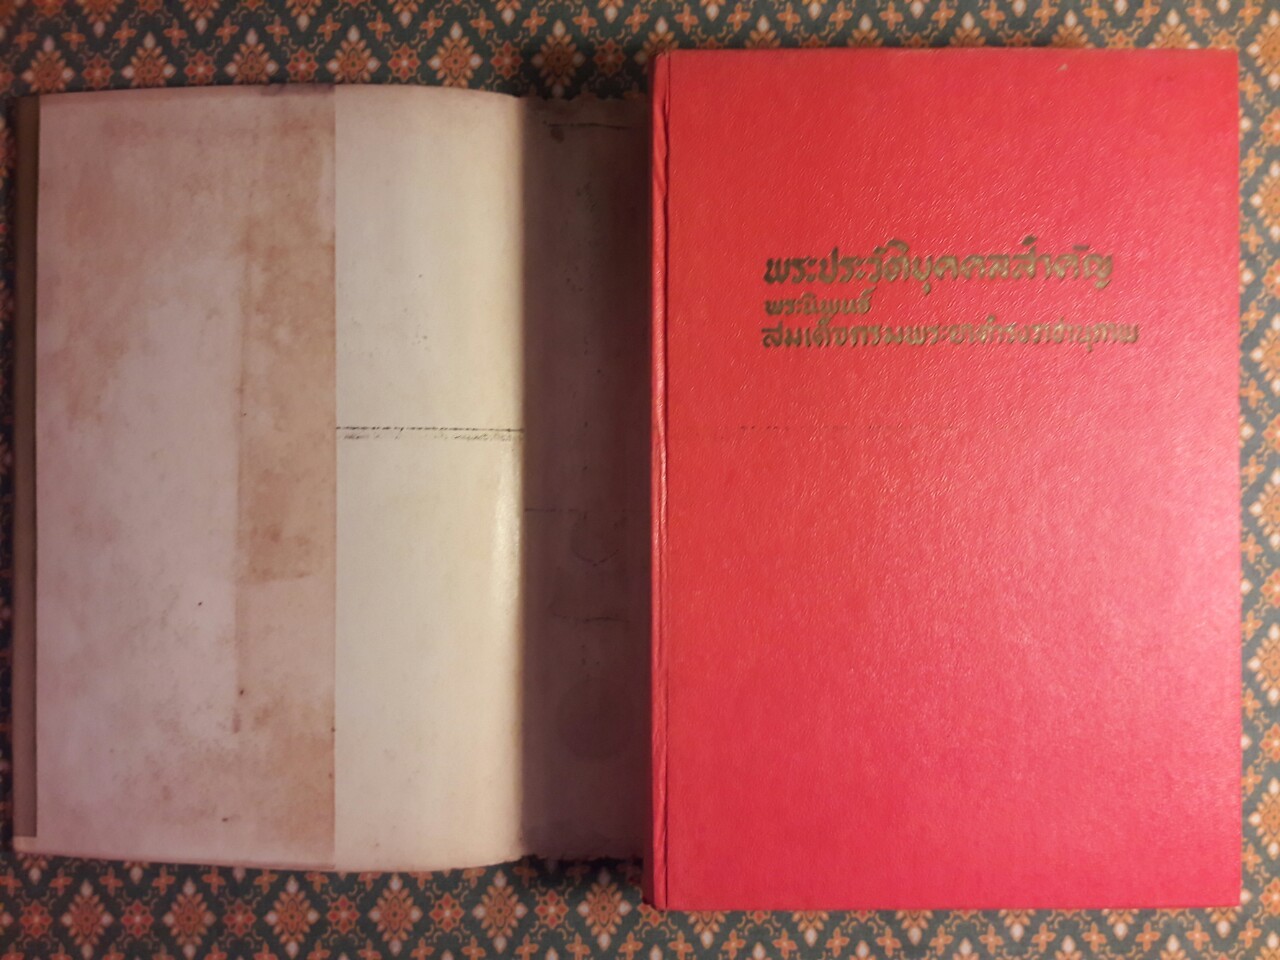 พระประวัติบุคคลสำคัญ
พระนิพนธ์
สมเด็จกรมพระยาดำรงราชานุภาพ